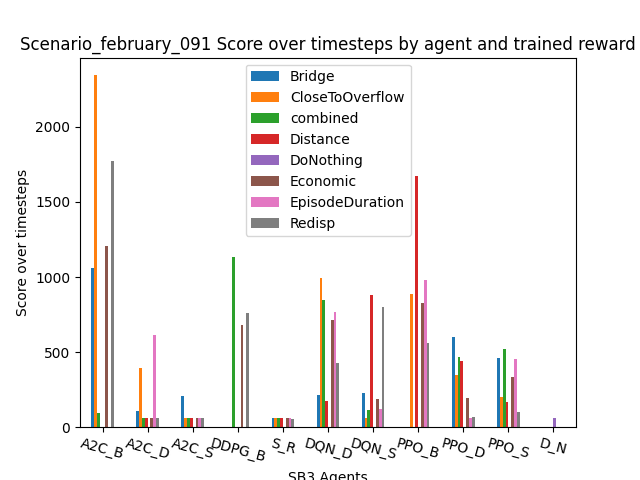 Scenario_february_091 Score over timesteps by agent and trained reward
Bridge
CloseToOverflow
combined
Distance
DoNothing
Economic
EpisodeDuration
Redisp
Score over timesteps
2000
1500
1000
500
0
A2C_B A2C_D A2C_S DDPG_B S_R DQN_D DQN_S PPO_B PPO_D PPO_S D_N
SB3 Agents